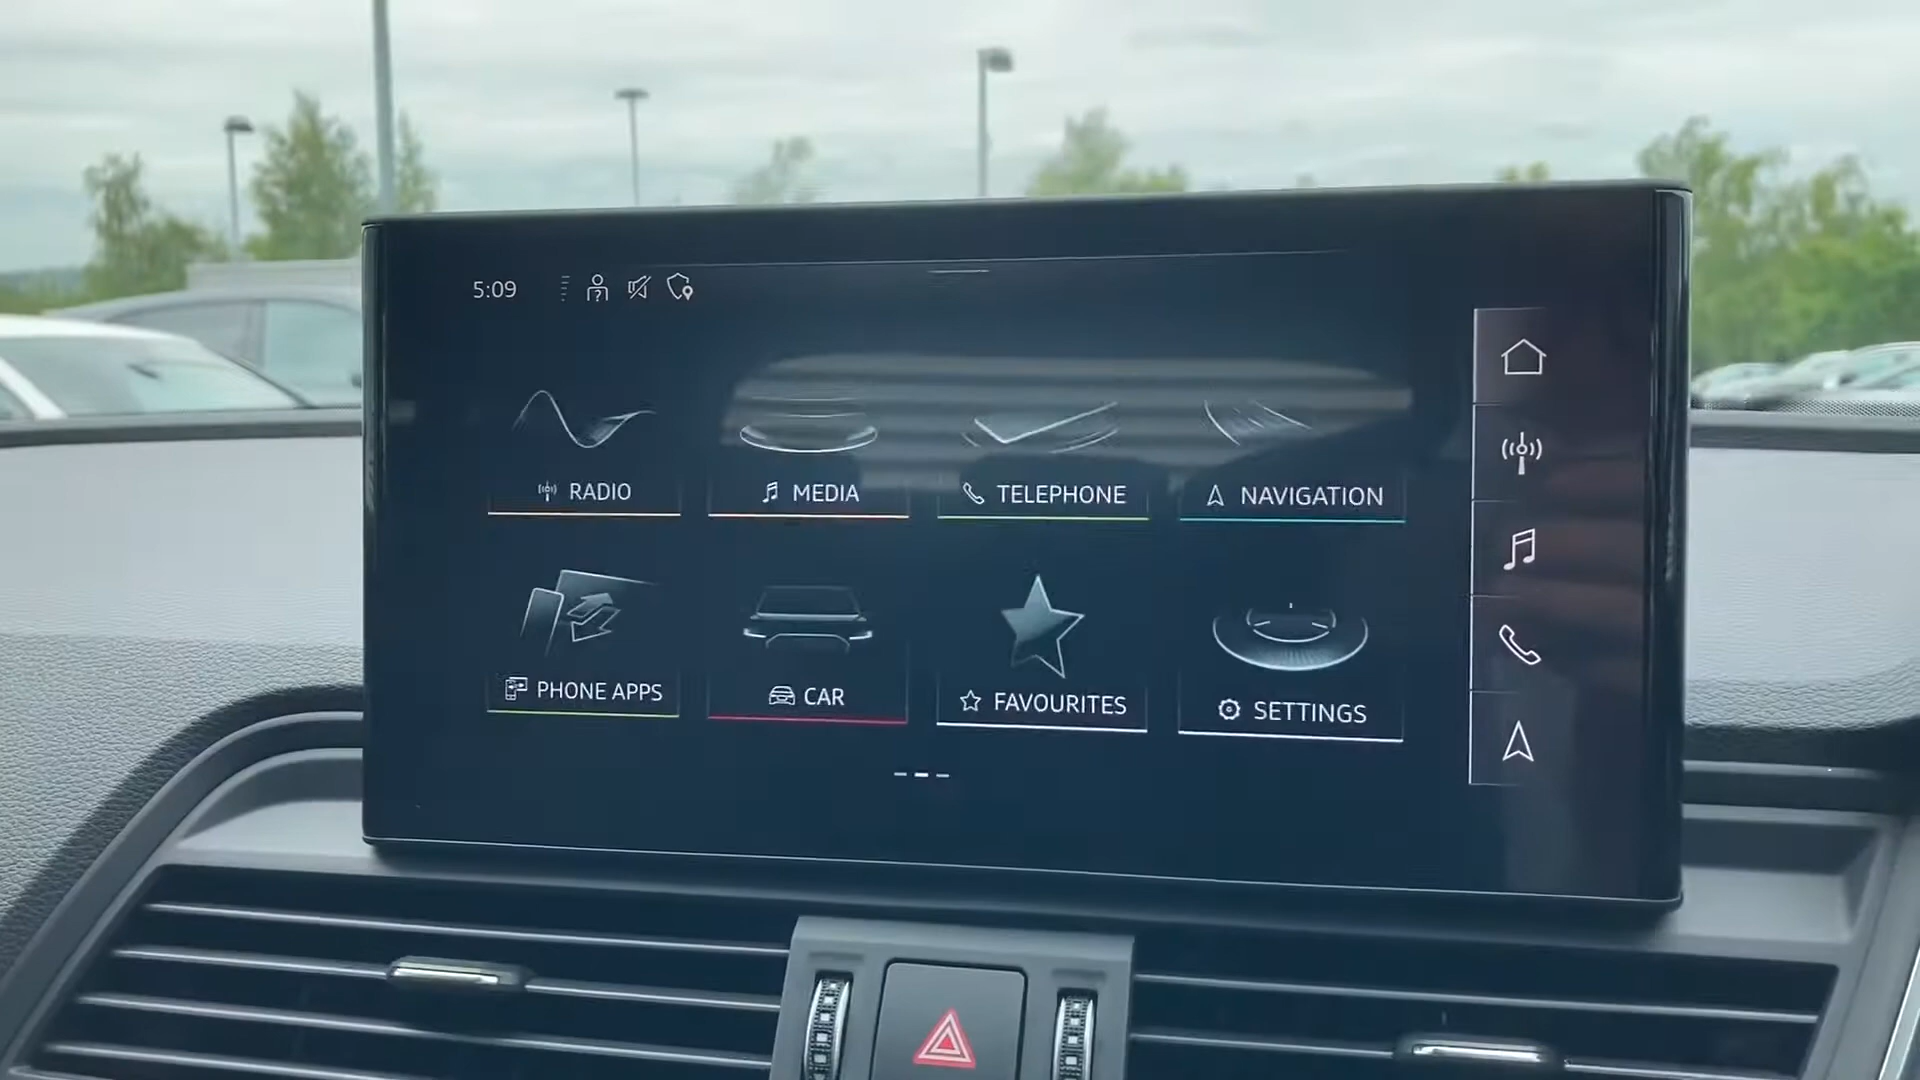 5:09
RADIO
MEDIA
TELEPHONE
NAVIGATION
PHONE APPS
CAR
FAVOURITES
SETTINGS